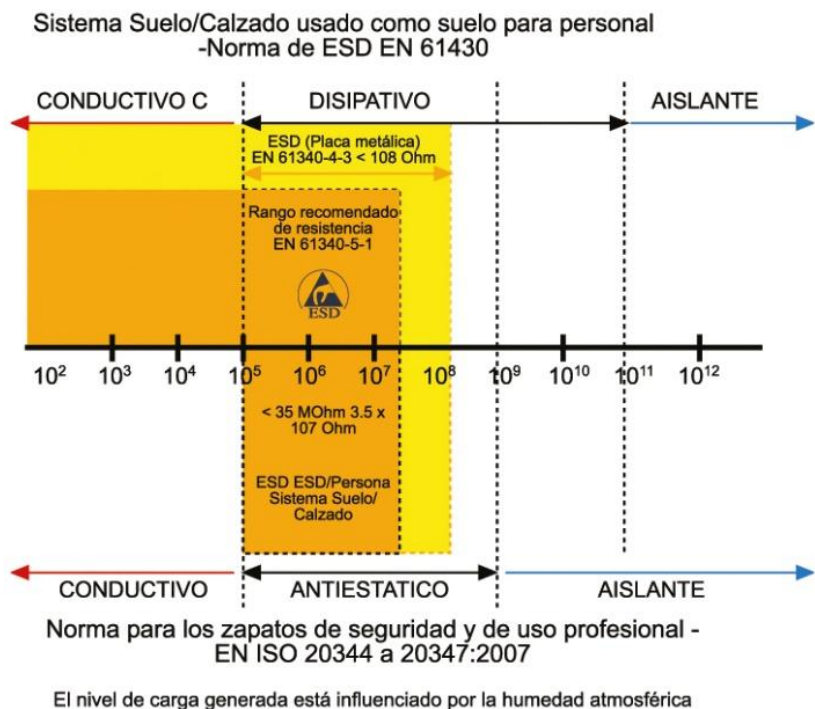 Sistema Suelo/Calzado usado como suelo para personal
-Norma de ESD EN 61430
CONDUCTIVO C
DISIPATIVO
AISLANTE
ESD (Placa metálica)
EN 61340-4-3 < 108 Ohm
Rango recomendado
de resistencia
EN 61340-5-1
ESD
10² 10³ 10⁴ 10⁵ 10⁶ 10⁷ 10⁸ 10⁹ 10¹⁰ 10¹¹ 10¹²
< 35 MOhm 3.5 x
107 Ohm
ESD ESD/Persona
Sistema Suelo/
Calzado
CONDUCTIVO
ANTIESTATICO
AISLANTE
Norma para los zapatos de seguridad y de uso profesional -
EN ISO 20344 a 20347:2007
El nivel de carga generada está influenciado por la humedad atmosférica